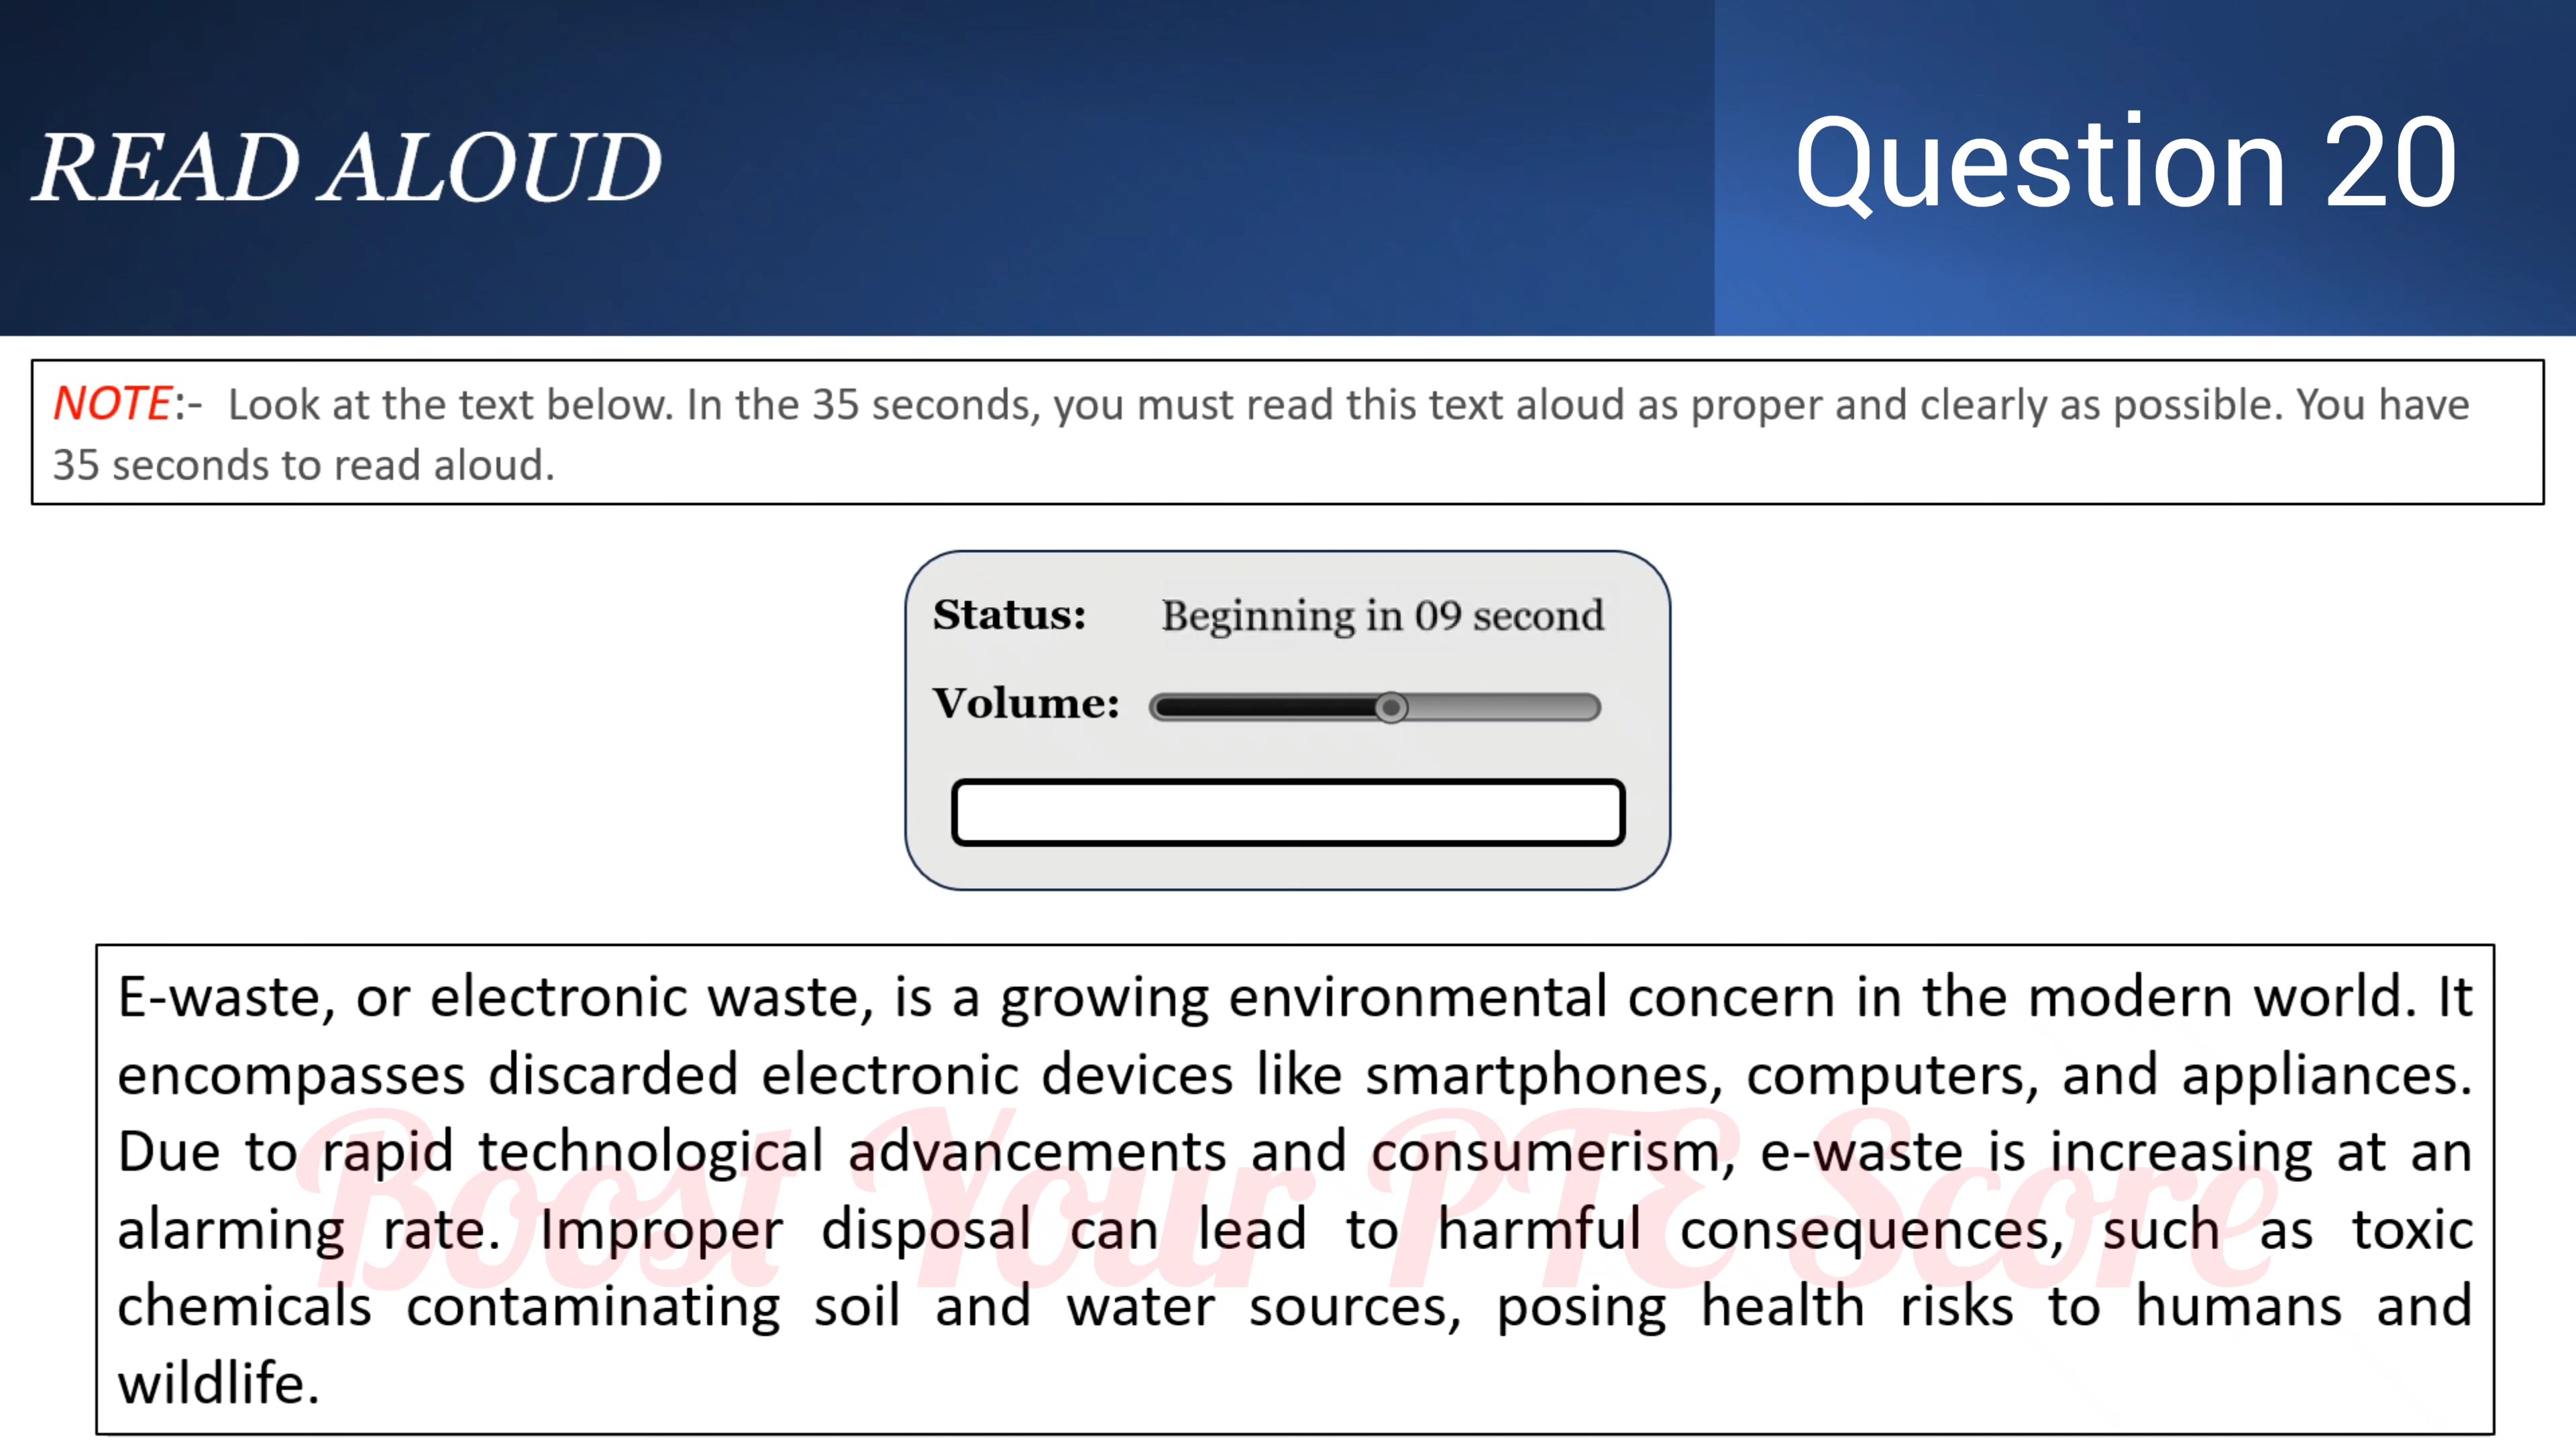 READ ALOUD
Question 20
NOTE:- Look at the text below. In the 35 seconds, you must read this text aloud as proper and clearly as possible. You have
35 seconds to read aloud.
Status: Beginning in 09 second
Volume:
E-waste, or electronic waste, is a growing environmental concern in the modern world. It
encompasses discarded electronic devices like smartphones, computers, and appliances.
Due to rapid technological advancements and consumerism, e-waste is increasing at an
alarming rate. Improper disposal can lead to harmful consequences, such as toxic
chemicals contaminating soil and water sources, posing health risks to humans and
wildlife.
Boost Your PTE Score